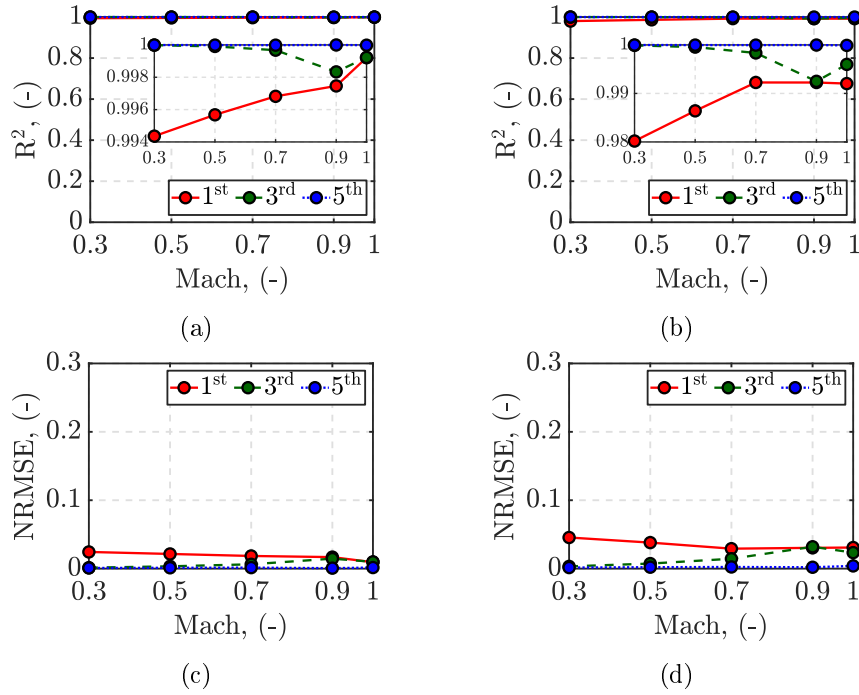 1
0.8
0.6
0.4
0.2
0
R², (-)
1
0.998
0.996
0.994
0.3 0.5 0.7 0.9 1
1st 3rd 5th
0.3 0.5 0.7 0.9 1
Mach, (-)
(a)
1
0.8
0.6
0.4
0.2
0
R², (-)
1
0.99
0.98
0.3 0.5 0.7 0.9 1
1st 3rd 5th
0.3 0.5 0.7 0.9 1
Mach, (-)
(b)
0.3
0.2
0.1
0
NRMSE, (-)
1st 3rd 5th
0.3 0.5 0.7 0.9 1
Mach, (-)
(c)
0.3
0.2
0.1
0
NRMSE, (-)
1st 3rd 5th
0.3 0.5 0.7 0.9 1
Mach, (-)
(d)